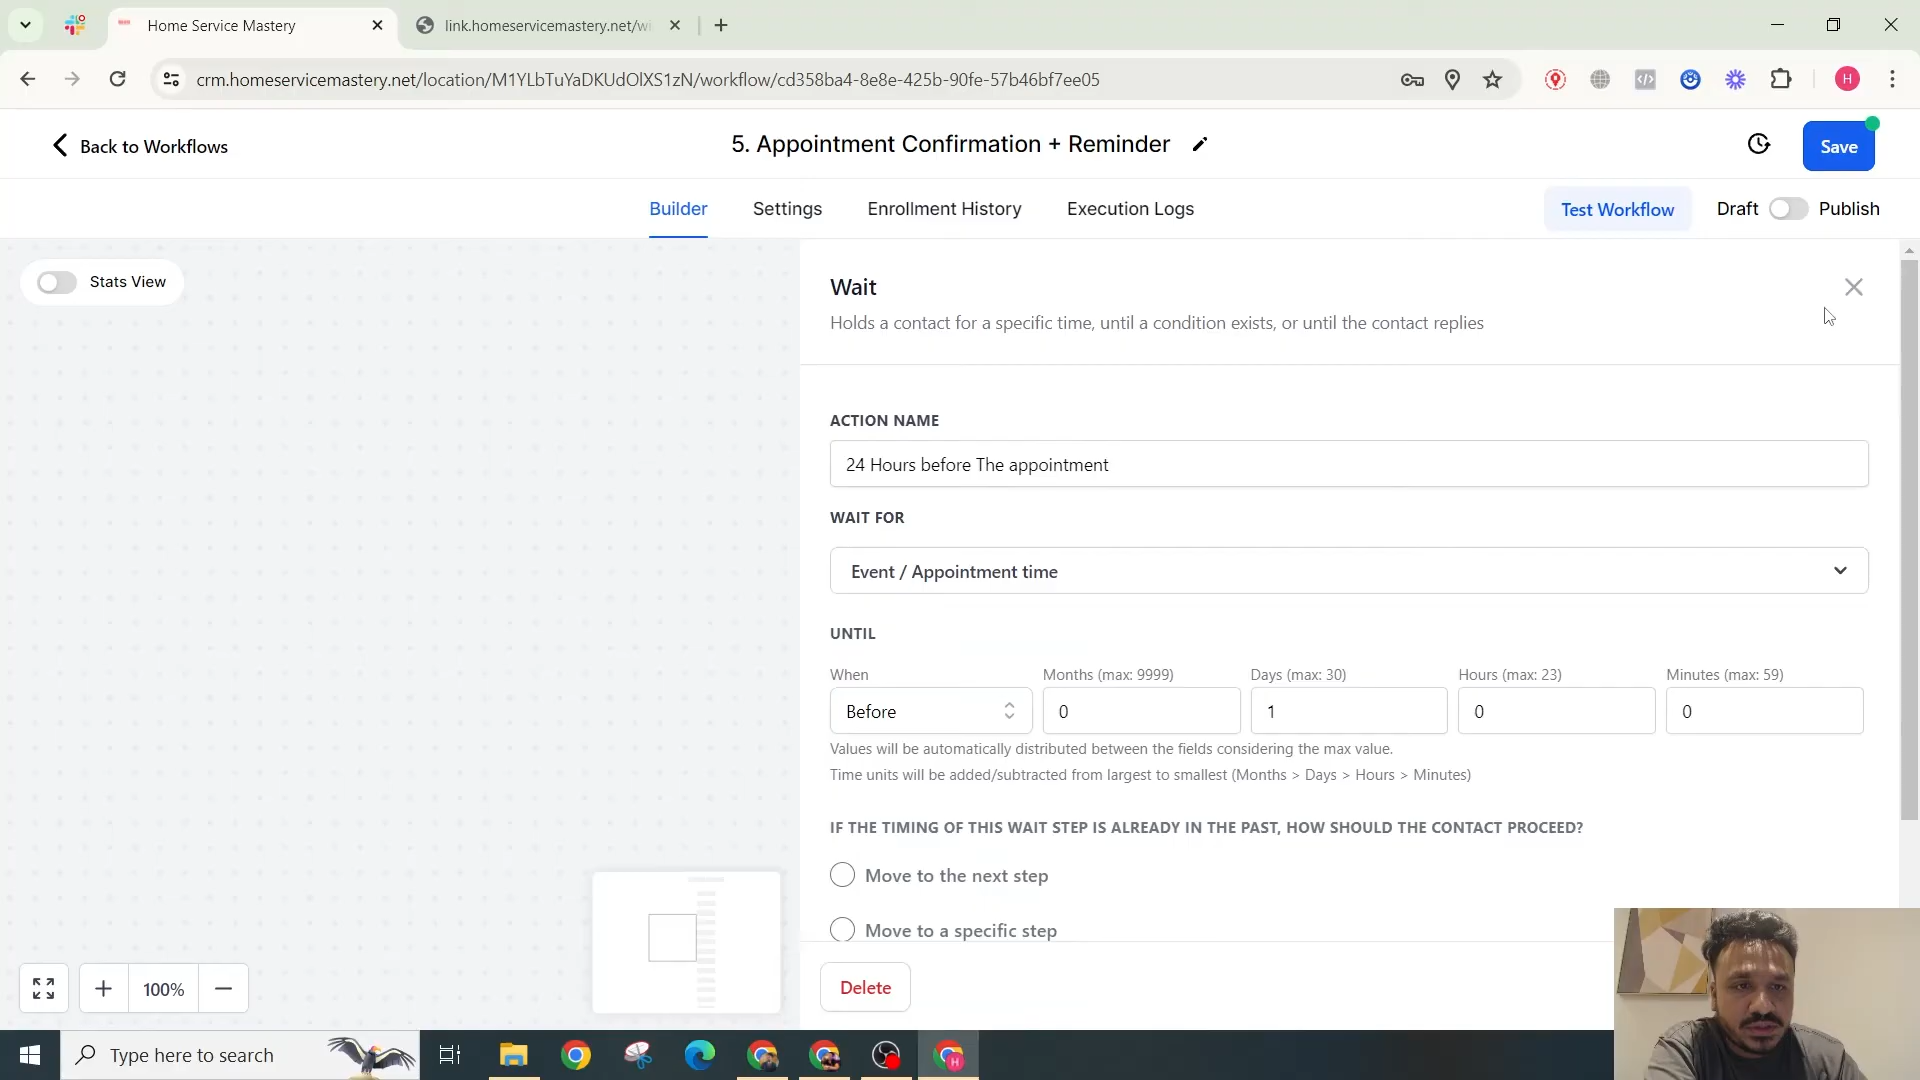 Home Service Mastery
link.homeservicemastery.net/wi
crm.homeservicemastery.net/location/M1YLbTuYaDKUdOlXS1zN/workflow/cd358ba4-8e8e-425b-90fe-57b46bf7ee05
H
Back to Workflows
5. Appointment Confirmation + Reminder
Save
Builder
Settings
Enrollment History
Execution Logs
Test Workflow
Draft
Publish
Stats View
Wait
Holds a contact for a specific time, until a condition exists, or until the contact replies
ACTION NAME
24 Hours before The appointment
WAIT FOR
Event / Appointment time
UNTIL
When
Months (max: 9999)
Days (max: 30)
Hours (max: 23)
Minutes (max: 59)
Before
0
1
0
0
Values will be automatically distributed between the fields considering the max value.
Time units will be added/subtracted from largest to smallest (Months > Days > Hours > Minutes)
IF THE TIMING OF THIS WAIT STEP IS ALREADY IN THE PAST, HOW SHOULD THE CONTACT PROCEED?
Move to the next step
Move to a specific step
Delete
100%
Type here to search